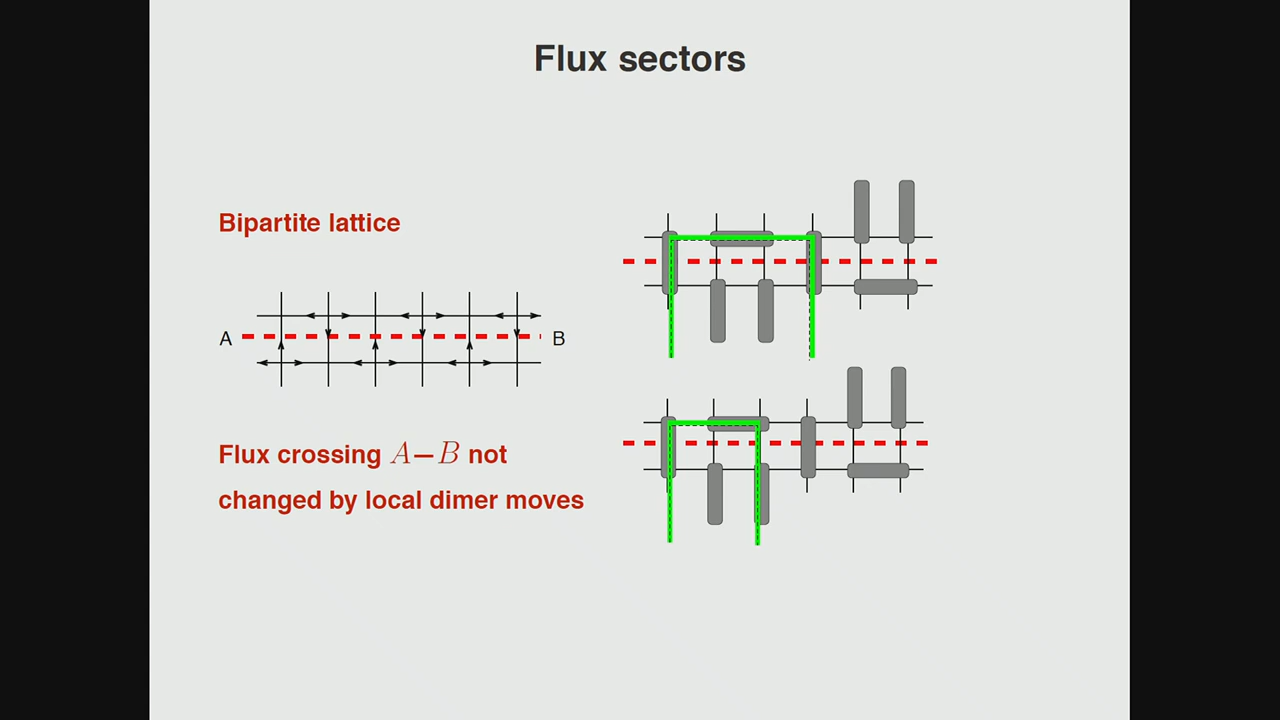 Flux sectors
Bipartite lattice
A
B
Flux crossing A–B not
changed by local dimer moves